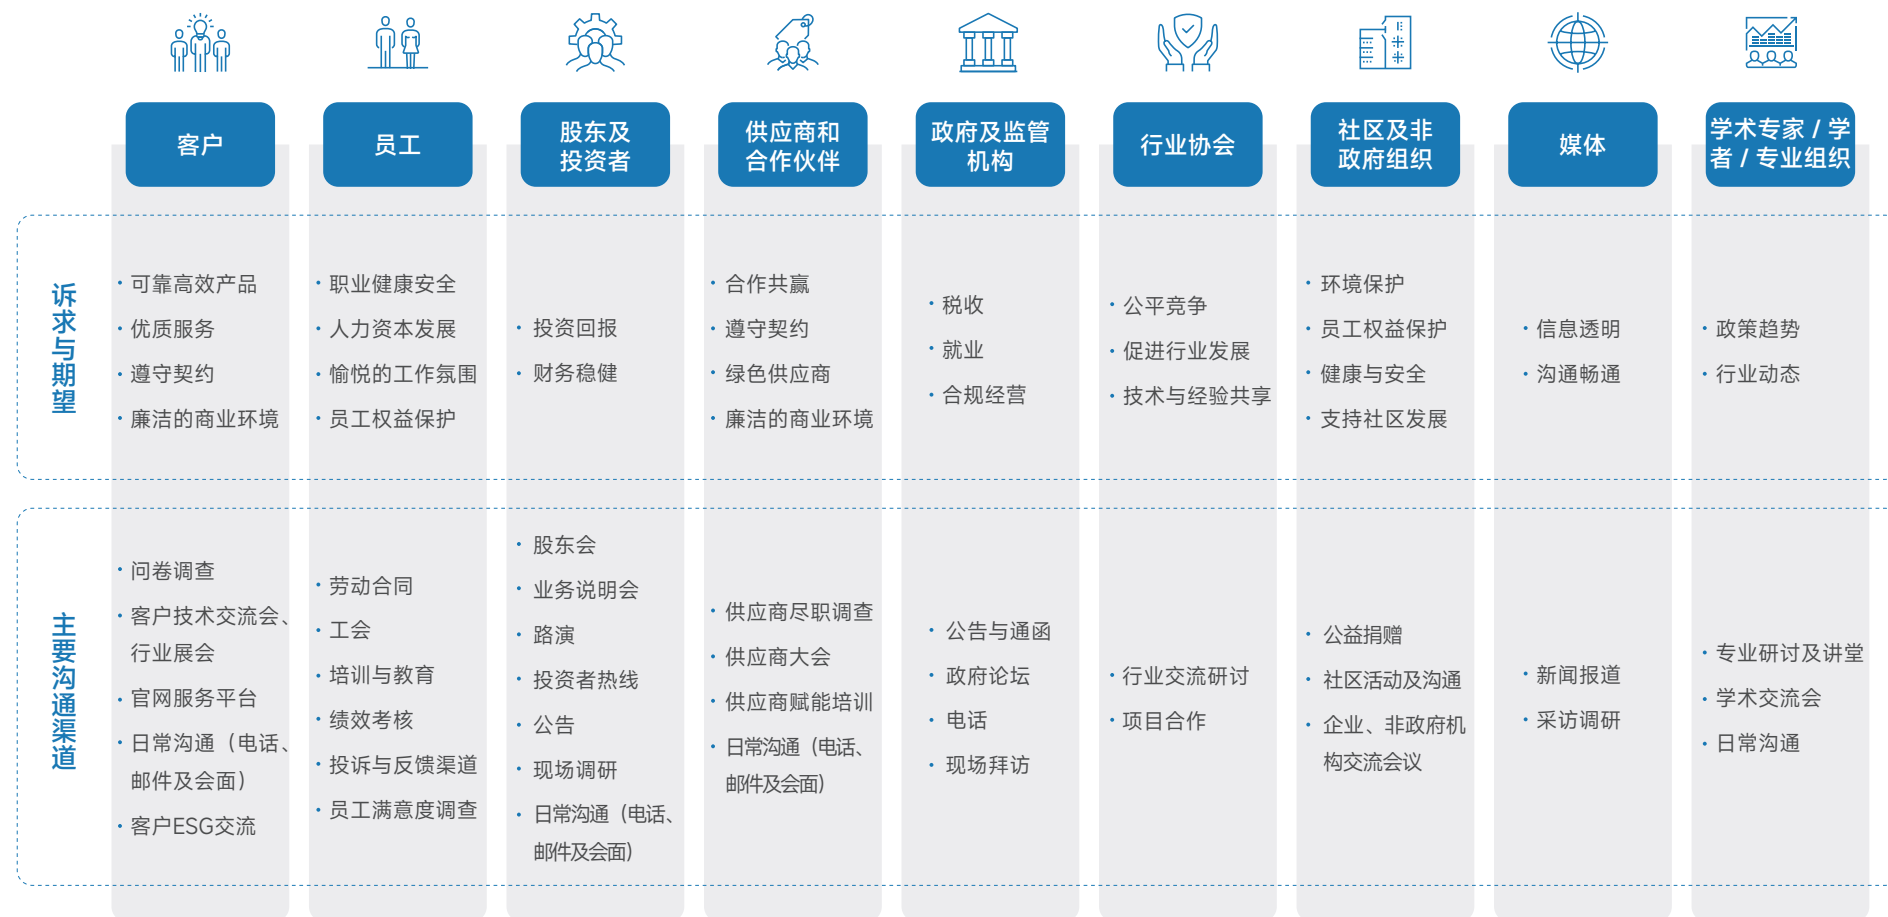 客户
员工
股东及
投资者
供应商和
合作伙伴
政府及监管
机构
行业协会
社区及非
政府组织
媒体
学术专家 / 学
者 / 专业组织
诉求与期望
· 可靠高效产品
· 优质服务
· 遵守契约
· 廉洁的商业环境
· 职业健康安全
· 人力资本发展
· 愉悦的工作氛围
· 员工权益保护
· 投资回报
· 财务稳健
· 合作共赢
· 遵守契约
· 绿色供应商
· 廉洁的商业环境
· 税收
· 就业
· 合规经营
· 公平竞争
· 促进行业发展
· 技术与经验共享
· 环境保护
· 员工权益保护
· 健康与安全
· 支持社区发展
· 信息透明
· 沟通畅通
· 政策趋势
· 行业动态
主要沟通渠道
· 问卷调查
· 客户技术交流会、
行业展会
· 官网服务平台
· 日常沟通（电话、
邮件及会面）
· 客户ESG交流
· 劳动合同
· 工会
· 培训与教育
· 绩效考核
· 投诉与反馈渠道
· 员工满意度调查
· 股东会
· 业务说明会
· 路演
· 投资者热线
· 公告
· 现场调研
· 日常沟通（电话、
邮件及会面）
· 供应商尽职调查
· 供应商大会
· 供应商赋能培训
· 日常沟通（电话、
邮件及会面）
· 公告与通函
· 政府论坛
· 电话
· 现场拜访
· 行业交流研讨
· 项目合作
· 公益捐赠
· 社区活动及沟通
· 企业、非政府机
构交流会议
· 新闻报道
· 采访调研
· 专业研讨及讲堂
· 学术交流会
· 日常沟通